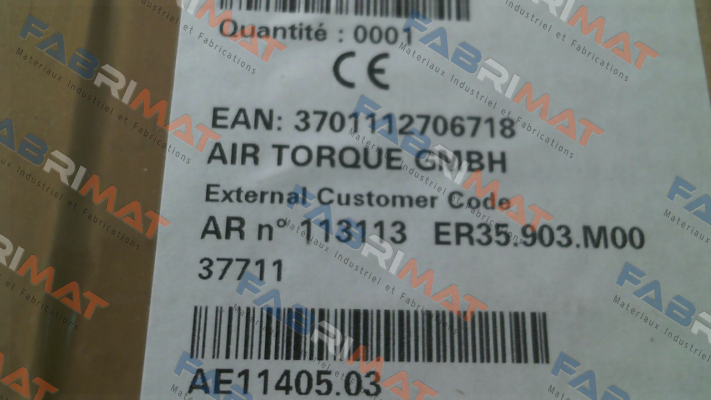 Quantité : 0001
CE
EAN: 3701112706718
AIR TORQUE GMBH
External Customer Code
AR n° 113113 ER35.903.M00
37711
AE11405.03
FABRIMAT
Materiaux Industriel et Fabrications